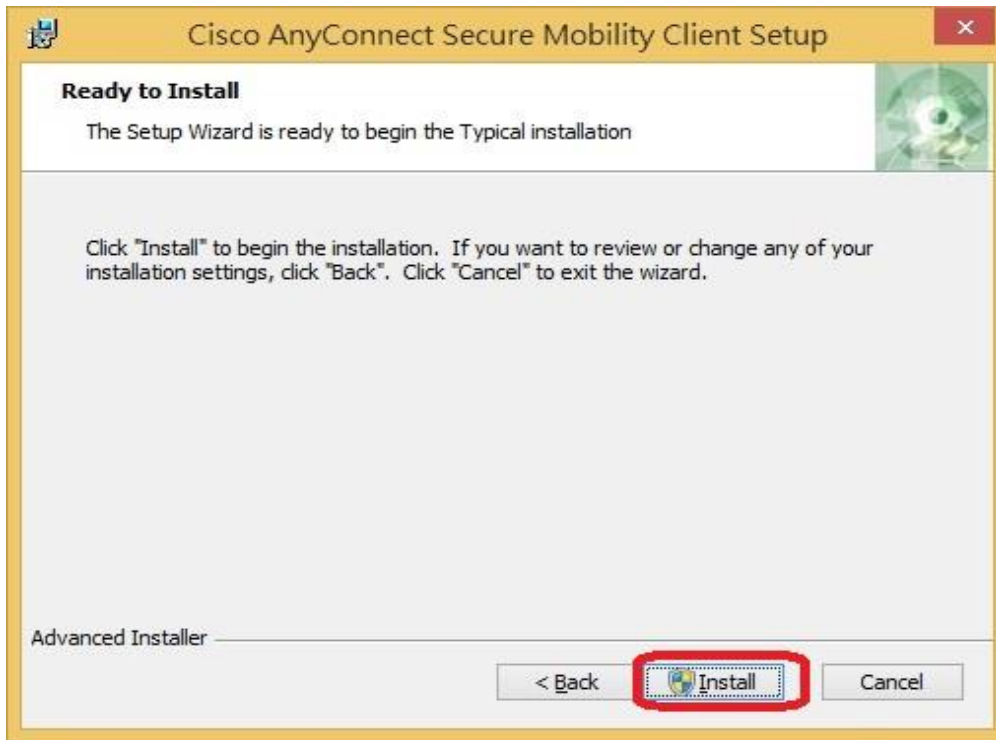 Cisco AnyConnect Secure Mobility Client Setup
Ready to Install
The Setup Wizard is ready to begin the Typical installation
Click "Install" to begin the installation. If you want to review or change any of your
installation settings, click "Back". Click "Cancel" to exit the wizard.
Advanced Installer
< Back Install Cancel